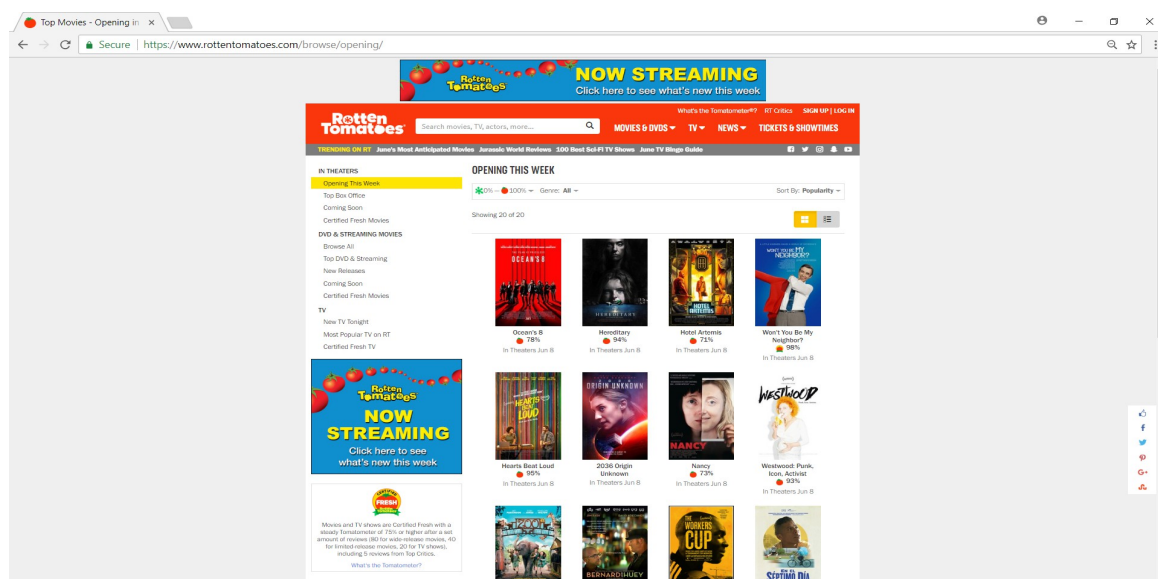 Top Movies - Opening in
Secure | https://www.rottentomatoes.com/browse/opening/
Rotten Tomatoes
NOW STREAMING
Click here to see what's new this week
What's the Tomatometer®? RT Critics SIGN UP | LOG IN
Rotten Tomatoes
Search movies, TV, actors, more...
MOVIES & DVDS TV NEWS TICKETS & SHOWTIMES
TRENDING ON RT June's Most Anticipated Movies Jurassic World Reviews 100 Best Sci-Fi TV Shows June TV Binge Guide
IN THEATERS
Opening This Week
Top Box Office
Coming Soon
Certified Fresh Movies
DVD & STREAMING MOVIES
Browse All
Top DVD & Streaming
New Releases
Coming Soon
Certified Fresh Movies
TV
New TV Tonight
Most Popular TV on RT
Certified Fresh TV
Rotten Tomatoes
NOW
STREAMING
Click here to see
what's new this week
CERTIFIED
FRESH
Movies and TV shows are Certified Fresh with a
steady Tomatometer of 75% or higher after a set
amount of reviews (80 for wide-release movies, 40
for limited-release movies, 20 for TV shows),
including 5 reviews from Top Critics.
What's the Tomatometer?
OPENING THIS WEEK
0% – 100% Genre: All Sort By: Popularity
Showing 20 of 20
OCEAN'S 8
HEREDITARY
HOTEL ARTEMIS
WON'T YOU BE MY NEIGHBOR?
Ocean's 8
78%
In Theaters Jun 8
Hereditary
94%
In Theaters Jun 8
Hotel Artemis
71%
In Theaters Jun 8
Won't You Be My
Neighbor?
98%
In Theaters Jun 8
HEARTS BEAT LOUD
ORIGIN UNKNOWN
NANCY
WESTWOOD
Hearts Beat Loud
95%
In Theaters Jun 8
2036 Origin
Unknown
In Theaters Jun 8
Nancy
73%
In Theaters Jun 8
Westwood: Punk,
Icon, Activist
93%
In Theaters Jun 8
ZOO
BERNARD AND HUEY
THE WORKERS CUP
EN EL SÉPTIMO DÍA